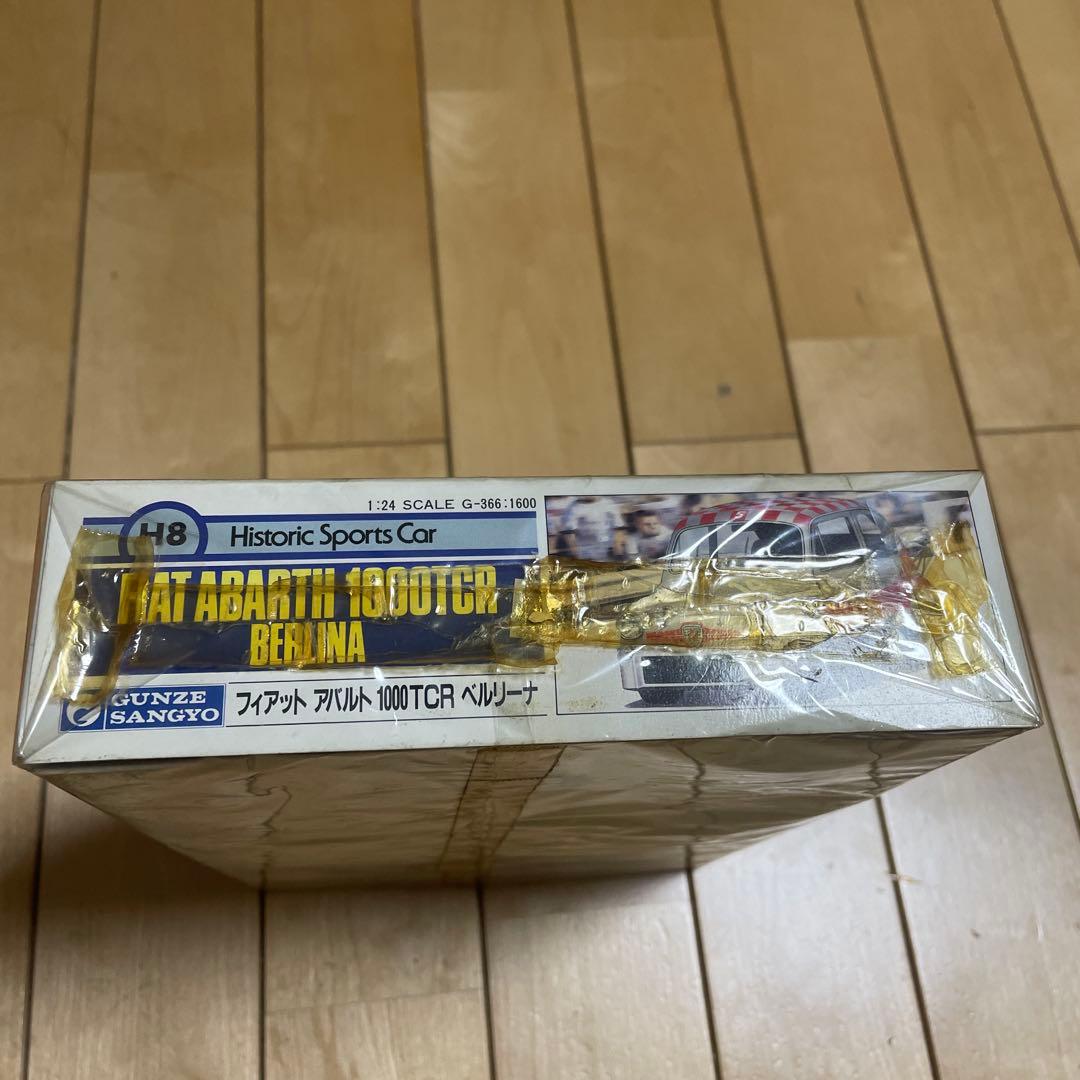 1:24 SCALE G-366:1600
H8 Historic Sports Car
FIAT ABARTH 1000TCR
BERLINA
GUNZE
SANGYO
フィアット アバルト 1000TCR ベルリーナ